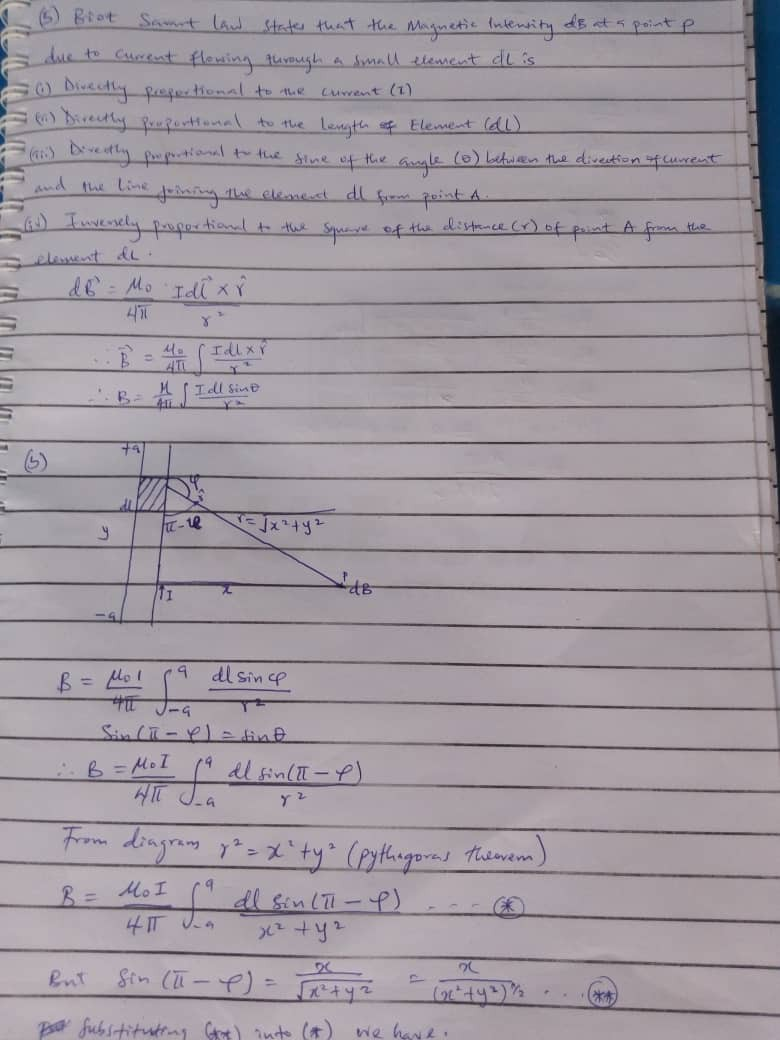 (5) Biot Savart law states that the Magnetic Intensity dB at a point P
due to current flowing through a small element dL is
(i) Directly proportional to the current (I)
(ii) Directly proportional to the length of Element (dL)
(iii) Directly proportional to the sine of the angle (θ) between the direction of current
and the line joining the element dl from point A.
(iv) Inversely proportional to the square of the distance (r) of point A from the
element dL.
dB⃗ = μ₀/4π Idl⃗ × r̂/r²
∴ B⃗ = μ₀/4π ∫ Idl × r̂/r²
∴ B = μ/4π ∫ Idl sinθ/r²
(b)
+a
φ
r̂
dl
π-φ
r = √x²+y²
y
P
dB
I
x
-a
B = μ₀I/4π ∫₋ₐᵃ dl sin φ/r²
Sin(π - φ) = sin θ
∴ B = μ₀I/4π ∫₋ₐᵃ dl sin(π - φ)/r²
From diagram r² = x² + y² (pythagoras theorem)
B = μ₀I/4π ∫₋ₐᵃ dl sin(π - φ)/x² + y² --- (*)
But Sin (π - φ) = x/√x²+y² = x/(x²+y²)^1/2 ... (**)
Substituting (**) into (*) we have.